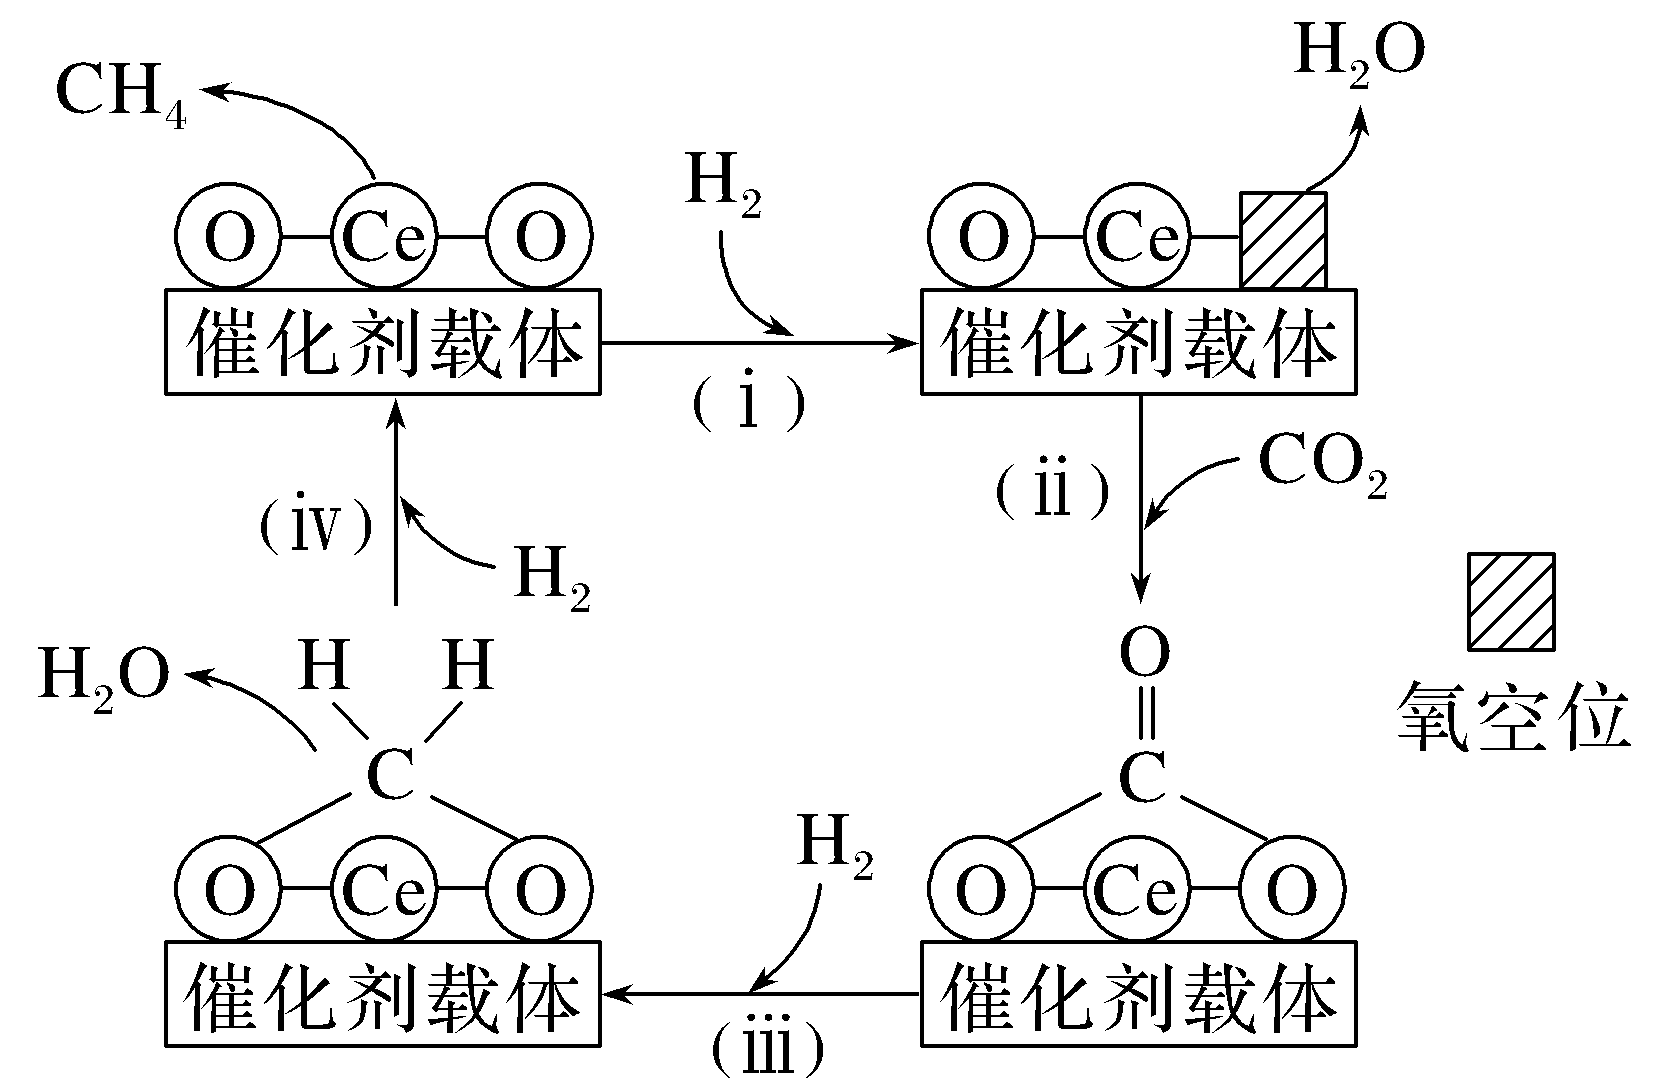 CH₄
H₂O
H₂
O Ce O
O Ce
催化剂载体
(ⅰ)
催化剂载体
(ⅱ)
CO₂
(ⅳ)
H₂
O
H H
H₂O
C
C
氧空位
H₂
O Ce O
O Ce O
催化剂载体
(ⅲ)
催化剂载体